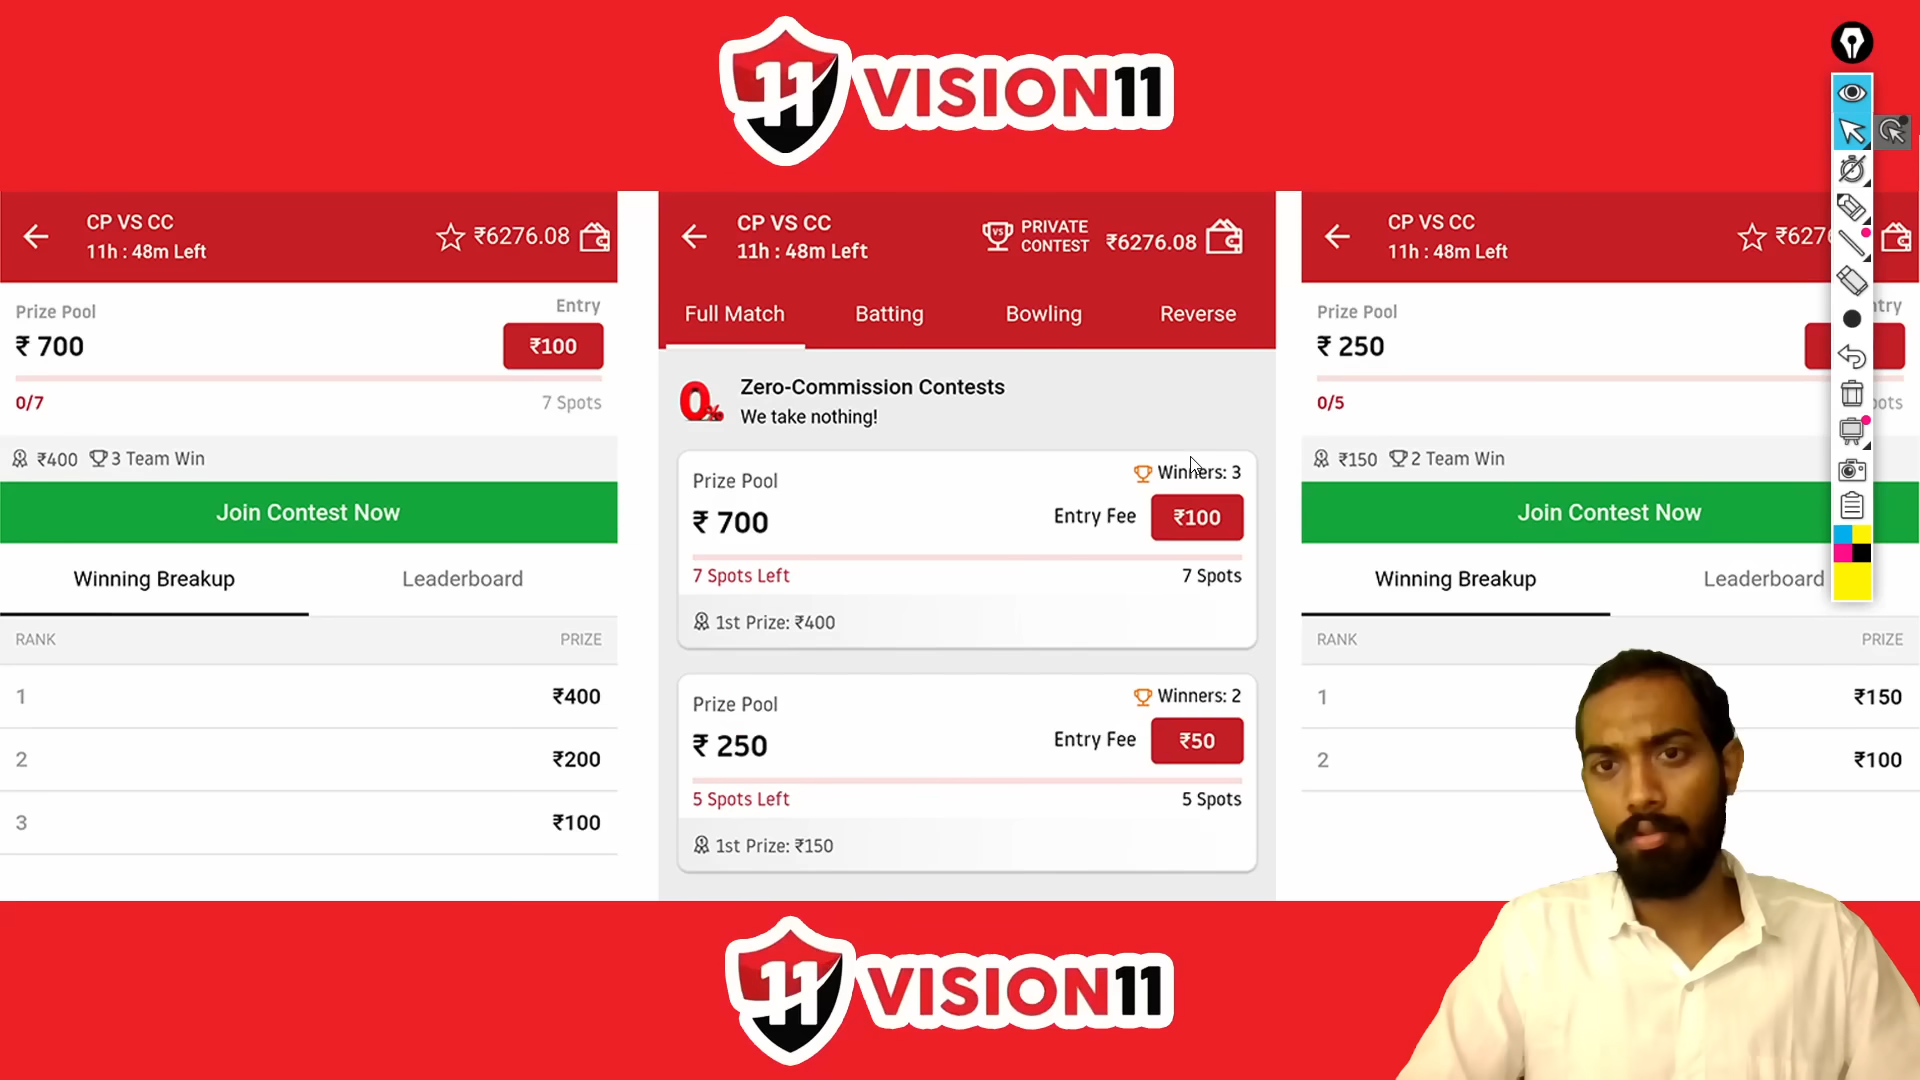 11 VISION11
CP VS CC
11h : 48m Left
₹6276.08
Prize Pool
Entry
₹ 700
₹100
0/7
7 Spots
₹400 3 Team Win
Join Contest Now
Winning Breakup
Leaderboard
RANK
PRIZE
1
₹400
2
₹200
3
₹100
CP VS CC
11h : 48m Left
VS
PRIVATE
CONTEST
₹6276.08
Full Match
Batting
Bowling
Reverse
0%
Zero-Commission Contests
We take nothing!
Prize Pool
Winners: 3
₹ 700
Entry Fee
₹100
7 Spots Left
7 Spots
1st Prize: ₹400
Prize Pool
Winners: 2
₹ 250
Entry Fee
₹50
5 Spots Left
5 Spots
1st Prize: ₹150
CP VS CC
11h : 48m Left
₹627
Prize Pool
₹ 250
0/5
₹150 2 Team Win
Join Contest Now
Winning Breakup
Leaderboard
RANK
PRIZE
1
₹150
2
₹100
11 VISION11